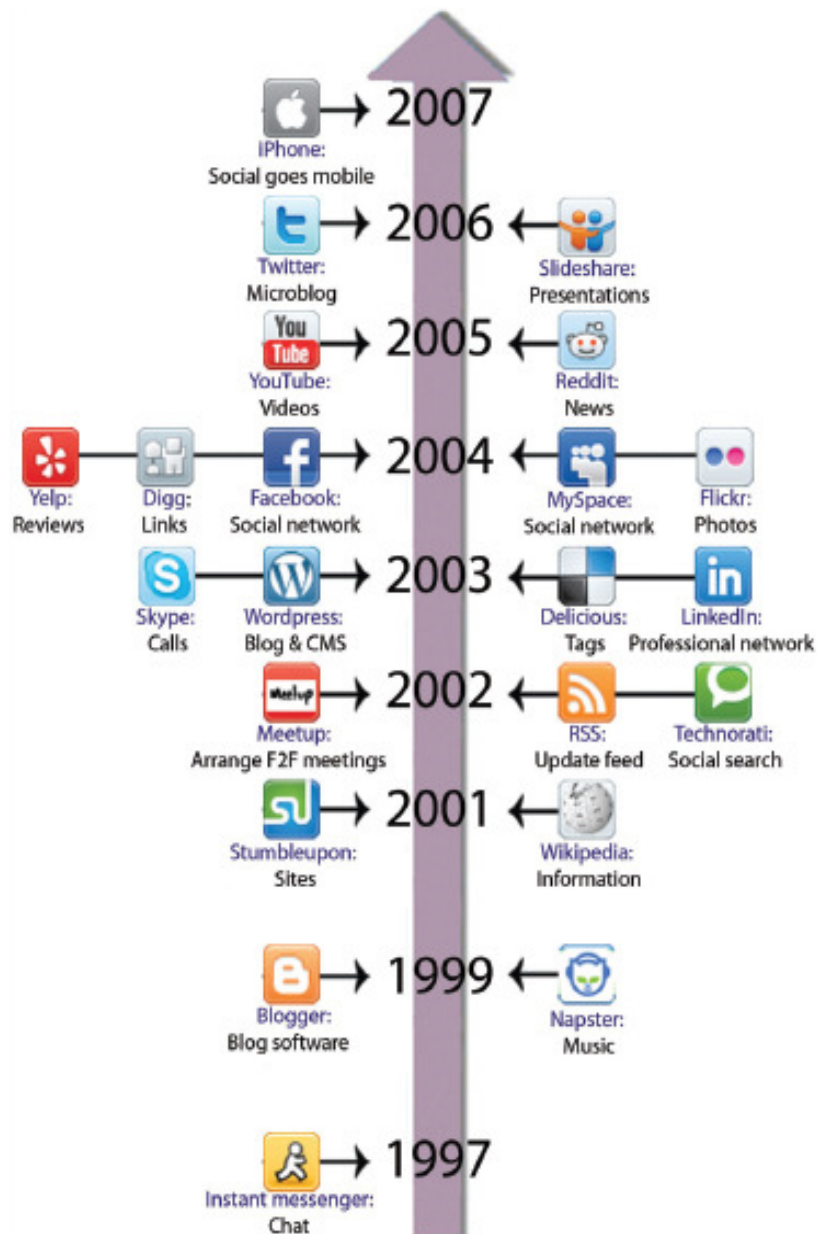 2007
iPhone:
Social goes mobile
2006
Twitter:
Microblog
Slideshare:
Presentations
You
Tube
2005
YouTube:
Videos
Reddit:
News
2004
Yelp:
Reviews
Digg:
Links
Facebook:
Social network
MySpace:
Social network
Flickr:
Photos
2003
Skype:
Calls
Wordpress:
Blog & CMS
Delicious:
Tags
in
LinkedIn:
Professional network
Meetup
2002
Meetup:
Arrange F2F meetings
RSS:
Update feed
Technorati:
Social search
2001
Stumbleupon:
Sites
Wikipedia:
Information
1999
Blogger:
Blog software
Napster:
Music
1997
Instant messenger:
Chat